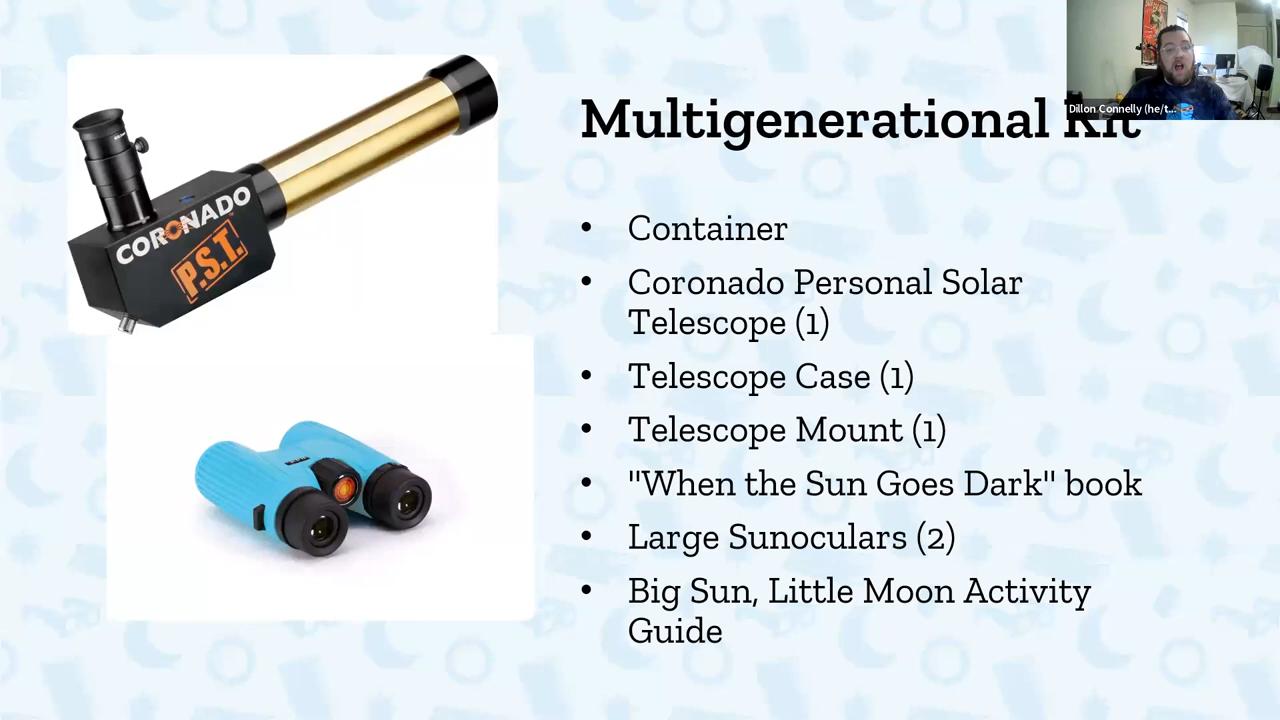 Multigenerational Kit
Dillon Connelly (he/t...
CORONADO
P.S.T.
• Container
• Coronado Personal Solar
Telescope (1)
• Telescope Case (1)
• Telescope Mount (1)
• "When the Sun Goes Dark" book
• Large Sunoculars (2)
• Big Sun, Little Moon Activity
Guide